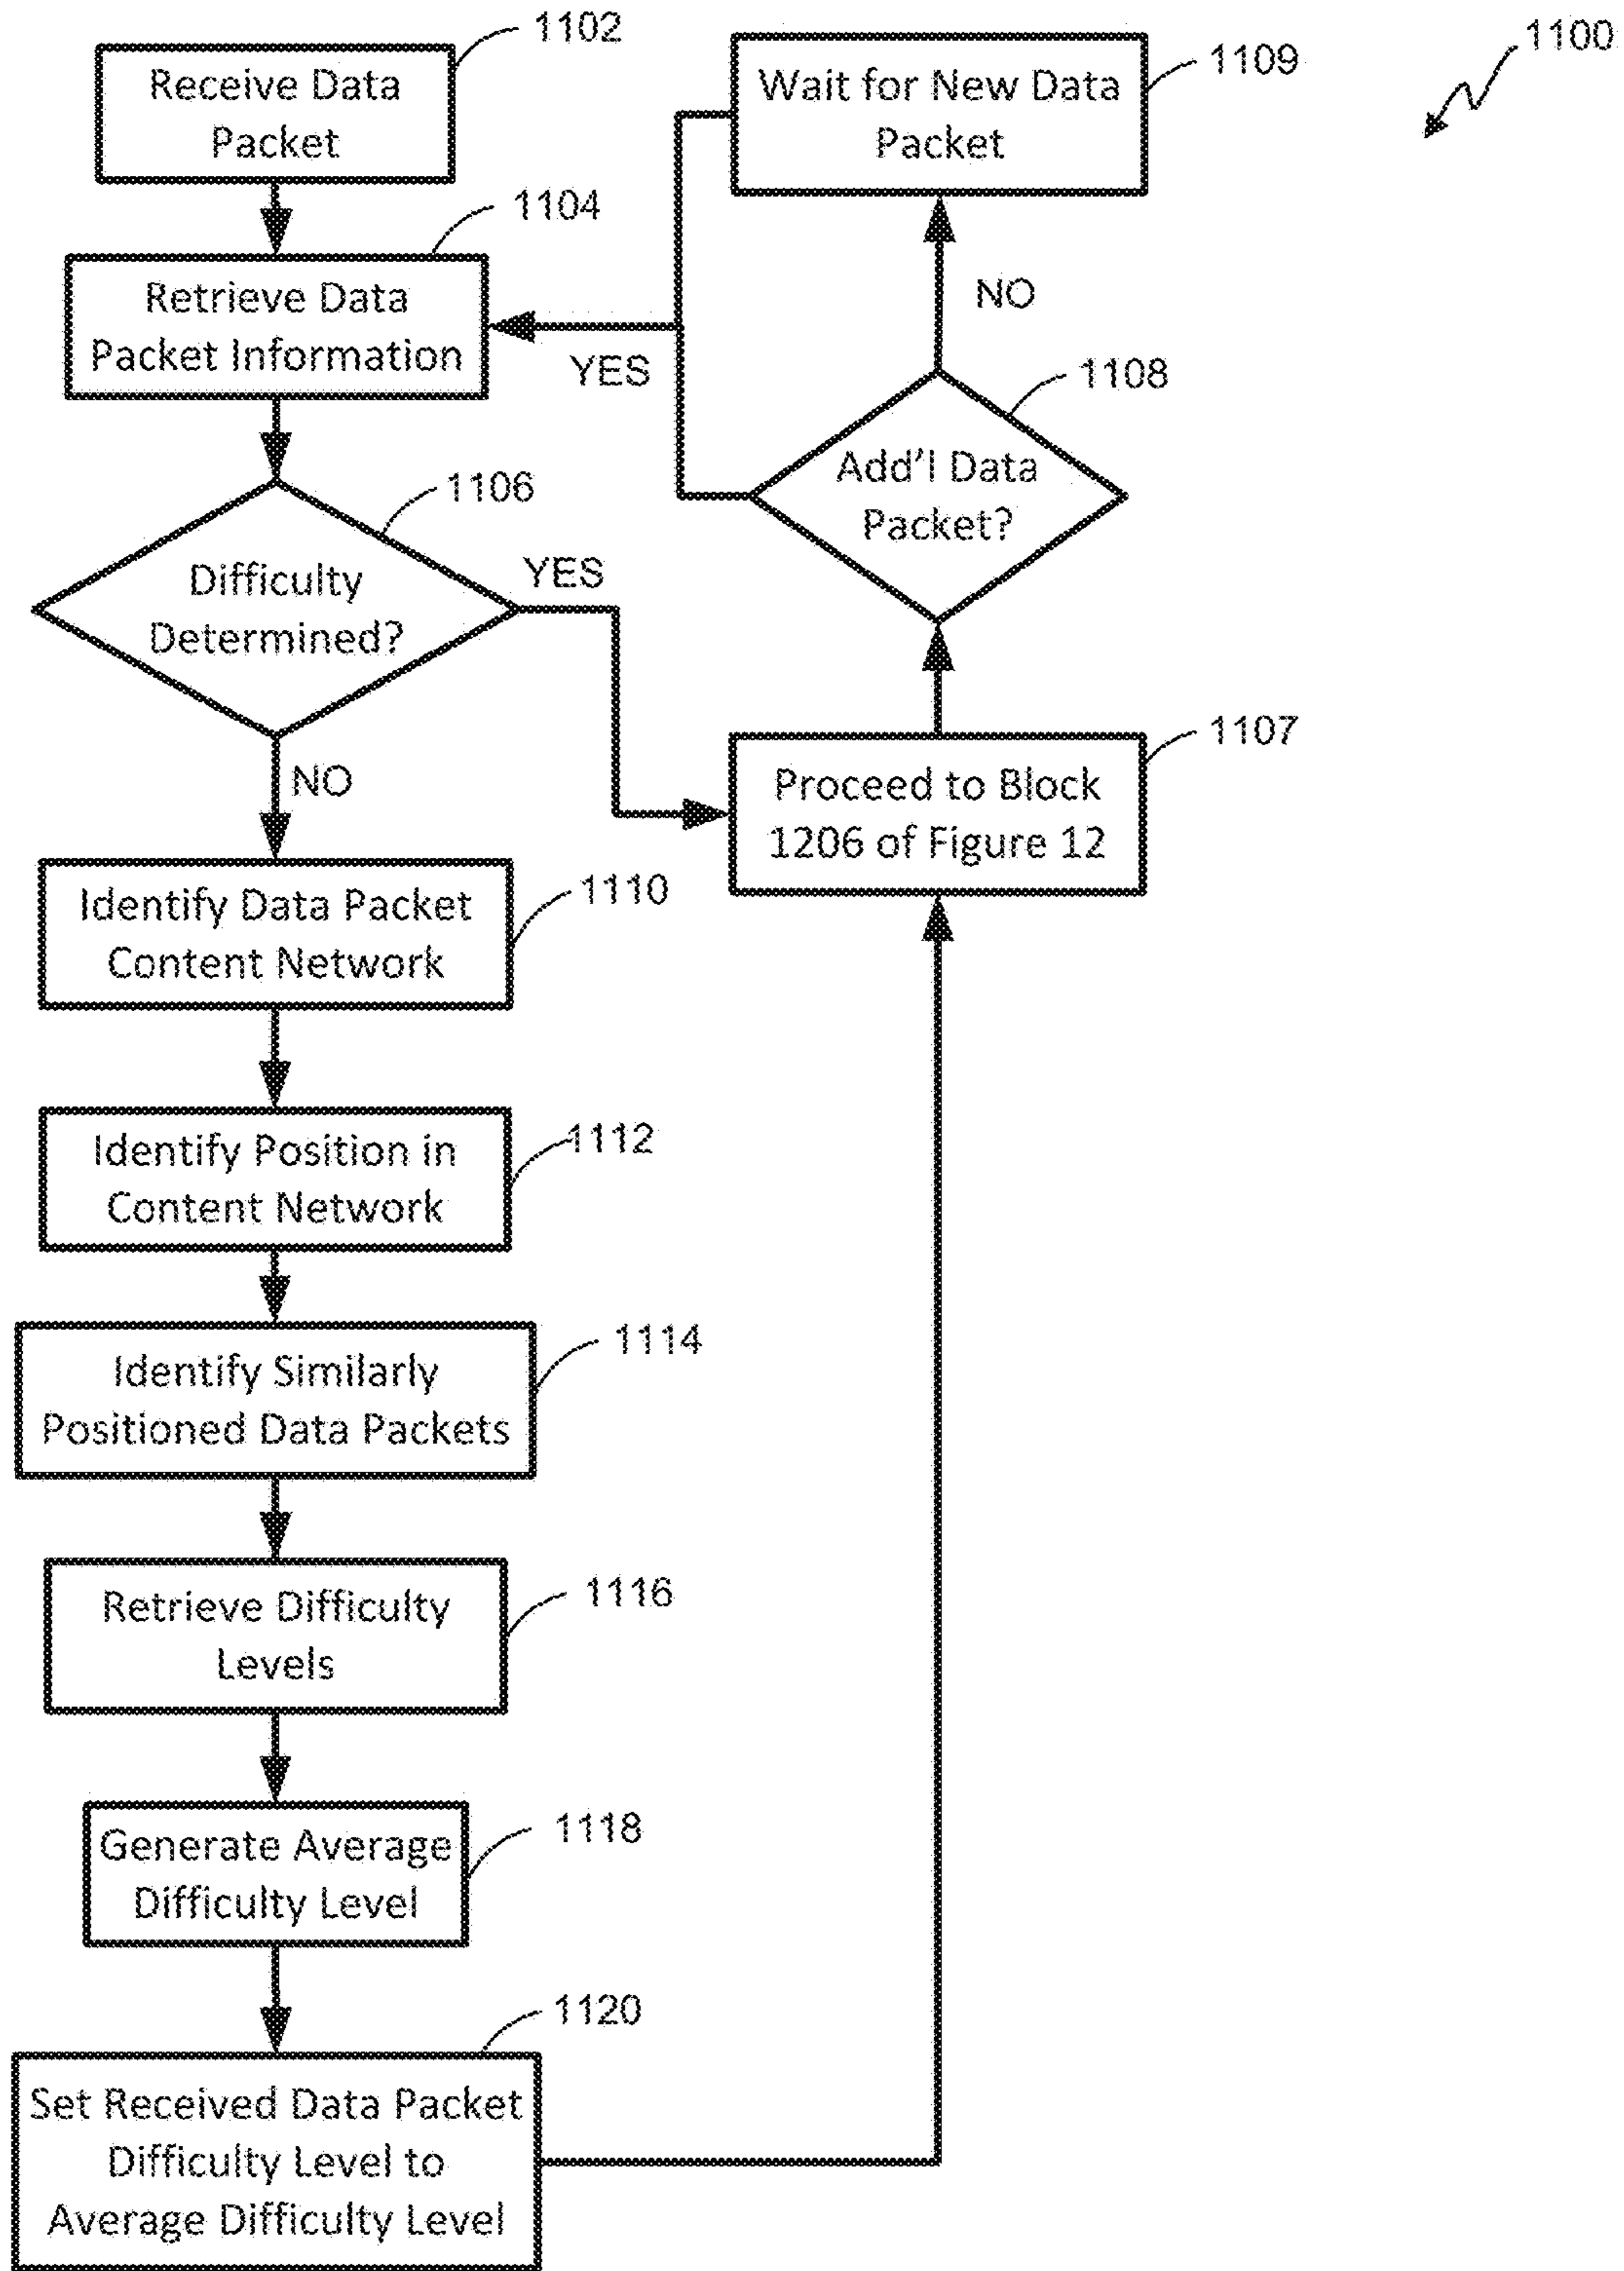 1102
Receive Data
Packet
1104
Retrieve Data
Packet Information
1106
Difficulty
Determined?
YES
NO
1110
Identify Data Packet
Content Network
1112
Identify Position in
Content Network
1114
Identify Similarly
Positioned Data Packets
1116
Retrieve Difficulty
Levels
1118
Generate Average
Difficulty Level
1120
Set Received Data Packet
Difficulty Level to
Average Difficulty Level
1109
Wait for New Data
Packet
NO
YES
1108
Add'l Data
Packet?
1107
Proceed to Block
1206 of Figure 12
1100